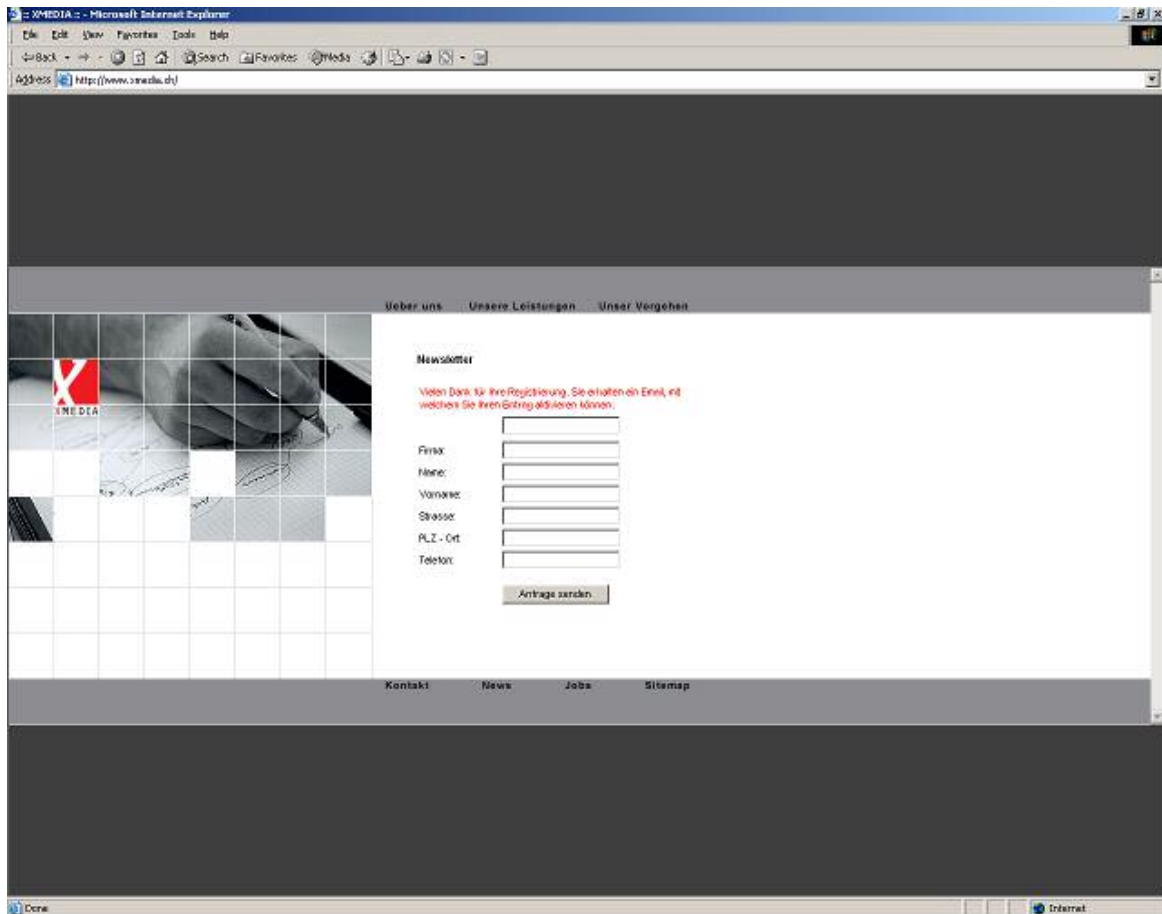 :: XMEDIA :: - Microsoft Internet Explorer
File Edit View Favorites Tools Help
Back Search Favorites Media
Address http://www.xmedia.ch/
Ueber uns Unsere Leistungen Unser Vorgehen
X
XMEDIA
Newsletter
Vielen Dank für Ihre Registrierung. Sie erhalten ein Email, mit
welchem Sie Ihren Eintrag aktivieren können.
Firma:
Name:
Vorname:
Strasse:
PLZ - Ort:
Telefon:
Anfrage senden
Kontakt News Jobs Sitemap
Done Internet